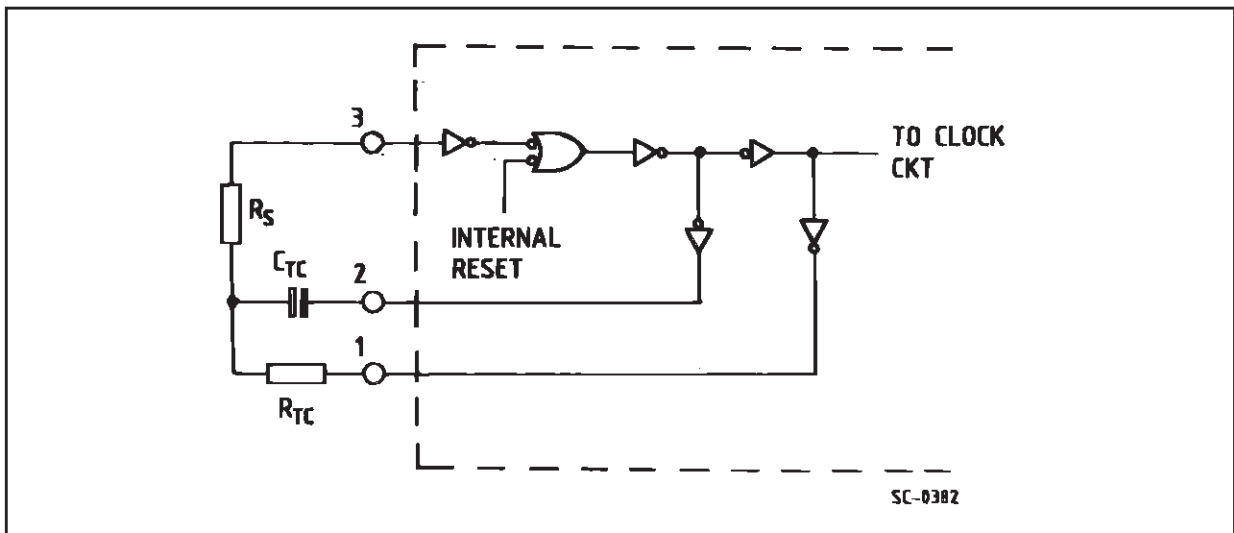 3
TO CLOCK
CKT
R_S
INTERNAL
RESET
C_TC
2
1
R_TC
SC-0382